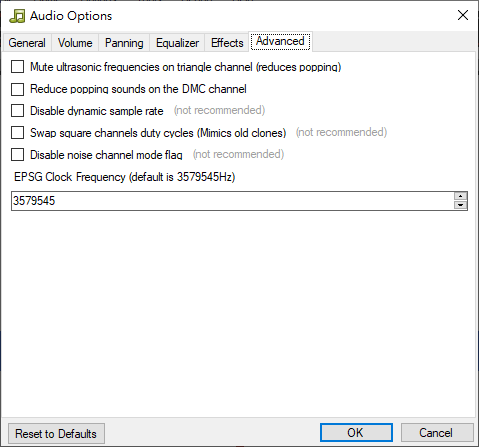 Audio Options
General Volume Panning Equalizer Effects Advanced
Mute ultrasonic frequencies on triangle channel (reduces popping)
Reduce popping sounds on the DMC channel
Disable dynamic sample rate (not recommended)
Swap square channels duty cycles (Mimics old clones) (not recommended)
Disable noise channel mode flag (not recommended)
EPSG Clock Frequency (default is 3579545Hz)
3579545
Reset to Defaults OK Cancel